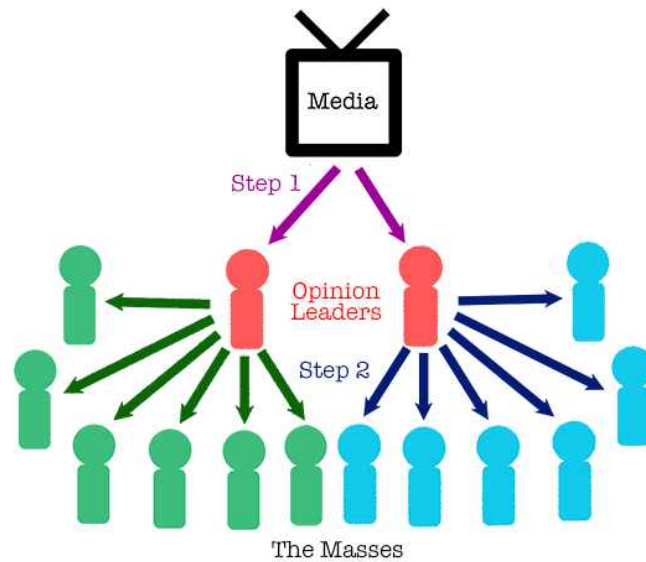 Media
Step 1
Opinion
Leaders
Step 2
The Masses